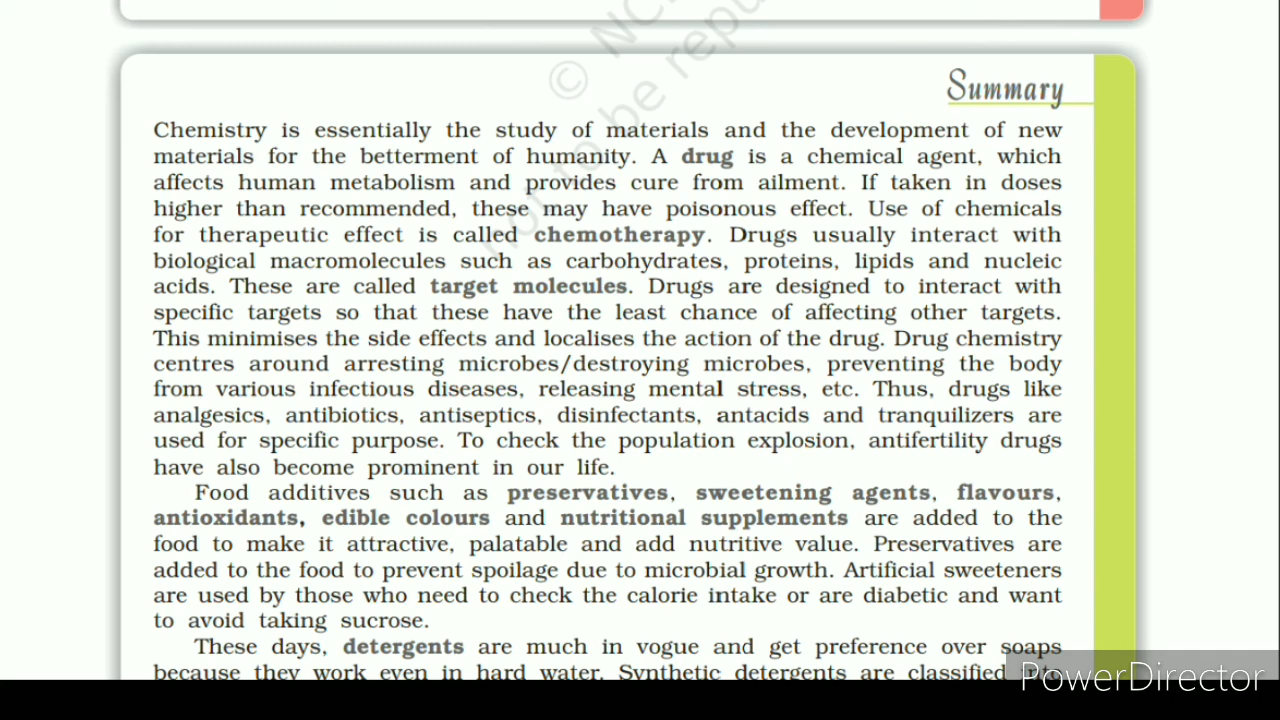 © NC
not to be repu
Summary
Chemistry is essentially the study of materials and the development of new
materials for the betterment of humanity. A drug is a chemical agent, which
affects human metabolism and provides cure from ailment. If taken in doses
higher than recommended, these may have poisonous effect. Use of chemicals
for therapeutic effect is called chemotherapy. Drugs usually interact with
biological macromolecules such as carbohydrates, proteins, lipids and nucleic
acids. These are called target molecules. Drugs are designed to interact with
specific targets so that these have the least chance of affecting other targets.
This minimises the side effects and localises the action of the drug. Drug chemistry
centres around arresting microbes/destroying microbes, preventing the body
from various infectious diseases, releasing mental stress, etc. Thus, drugs like
analgesics, antibiotics, antiseptics, disinfectants, antacids and tranquilizers are
used for specific purpose. To check the population explosion, antifertility drugs
have also become prominent in our life.
Food additives such as preservatives, sweetening agents, flavours,
antioxidants, edible colours and nutritional supplements are added to the
food to make it attractive, palatable and add nutritive value. Preservatives are
added to the food to prevent spoilage due to microbial growth. Artificial sweeteners
are used by those who need to check the calorie intake or are diabetic and want
to avoid taking sucrose.
These days, detergents are much in vogue and get preference over soaps
because they work even in hard water. Synthetic detergents are classified into
PowerDirector